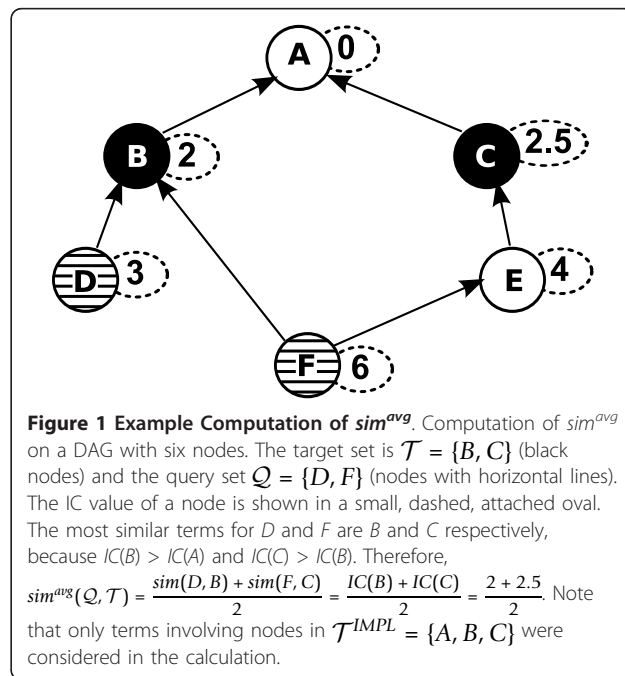 A 0
B 2
C 2.5
D 3
E 4
F 6
Figure 1 Example Computation of sim^avg. Computation of sim^avg
on a DAG with six nodes. The target set is 𝒯 = {B, C} (black
nodes) and the query set 𝒬 = {D, F} (nodes with horizontal lines).
The IC value of a node is shown in a small, dashed, attached oval.
The most similar terms for D and F are B and C respectively,
because IC(B) > IC(A) and IC(C) > IC(B). Therefore,
sim^avg(𝒬, 𝒯) = (sim(D, B) + sim(F, C))/2 = (IC(B) + IC(C))/2 = (2 + 2.5)/2. Note
that only terms involving nodes in 𝒯^IMPL = {A, B, C} were
considered in the calculation.